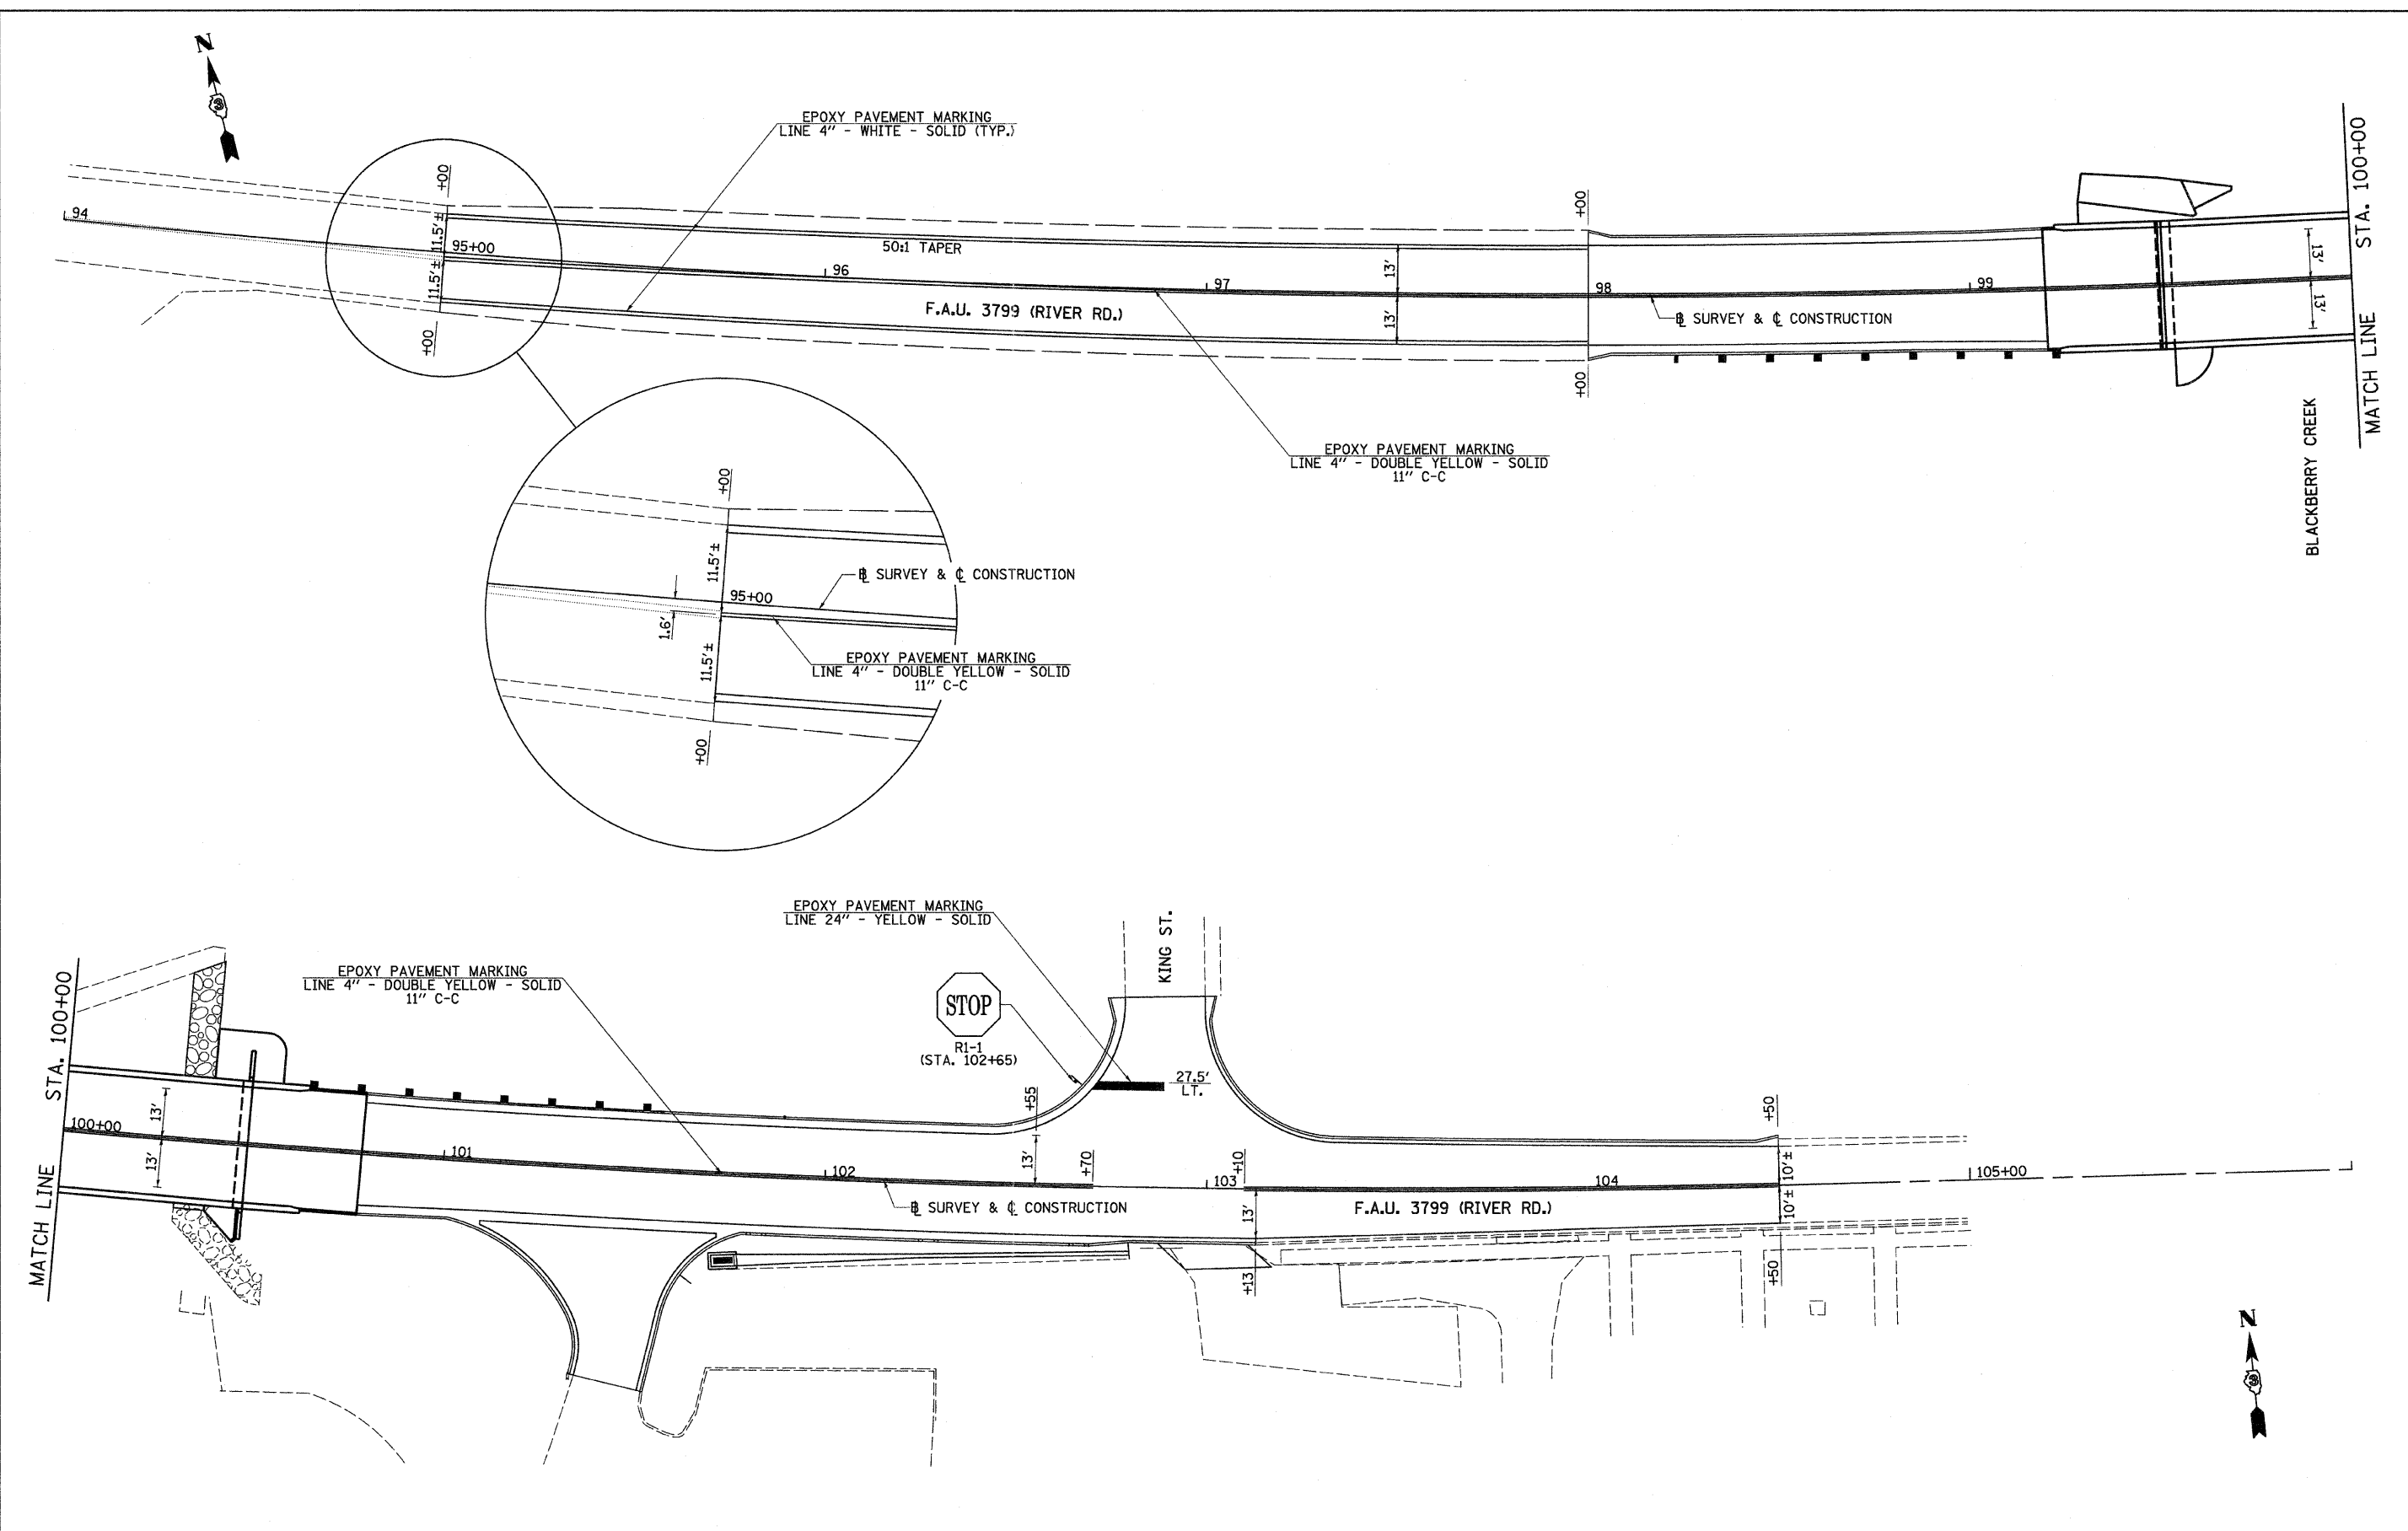 N
3
EPOXY PAVEMENT MARKING
LINE 4" - WHITE - SOLID (TYP.)
+00
94
11.5'±
95+00
11.5'±
+00
50:1 TAPER
96
F.A.U. 3799 (RIVER RD.)
97
13'
13'
+00
98
+00
99
℄ SURVEY & ℄ CONSTRUCTION
13'
13'
STA. 100+00
MATCH LINE
BLACKBERRY CREEK
EPOXY PAVEMENT MARKING
LINE 4" - DOUBLE YELLOW - SOLID
11" C-C
+00
11.5'±
℄ SURVEY & ℄ CONSTRUCTION
95+00
1.6'
11.5'±
EPOXY PAVEMENT MARKING
LINE 4" - DOUBLE YELLOW - SOLID
11" C-C
+00
EPOXY PAVEMENT MARKING
LINE 24" - YELLOW - SOLID
KING ST.
EPOXY PAVEMENT MARKING
LINE 4" - DOUBLE YELLOW - SOLID
11" C-C
STOP
R1-1
(STA. 102+65)
27.5'
LT.
STA. 100+00
MATCH LINE
100+00
13'
13'
101
102
+55
13'
+70
103
+10
104
+50
10'±
10'±
105+00
℄ SURVEY & ℄ CONSTRUCTION
13'
F.A.U. 3799 (RIVER RD.)
+13
+50
N
3